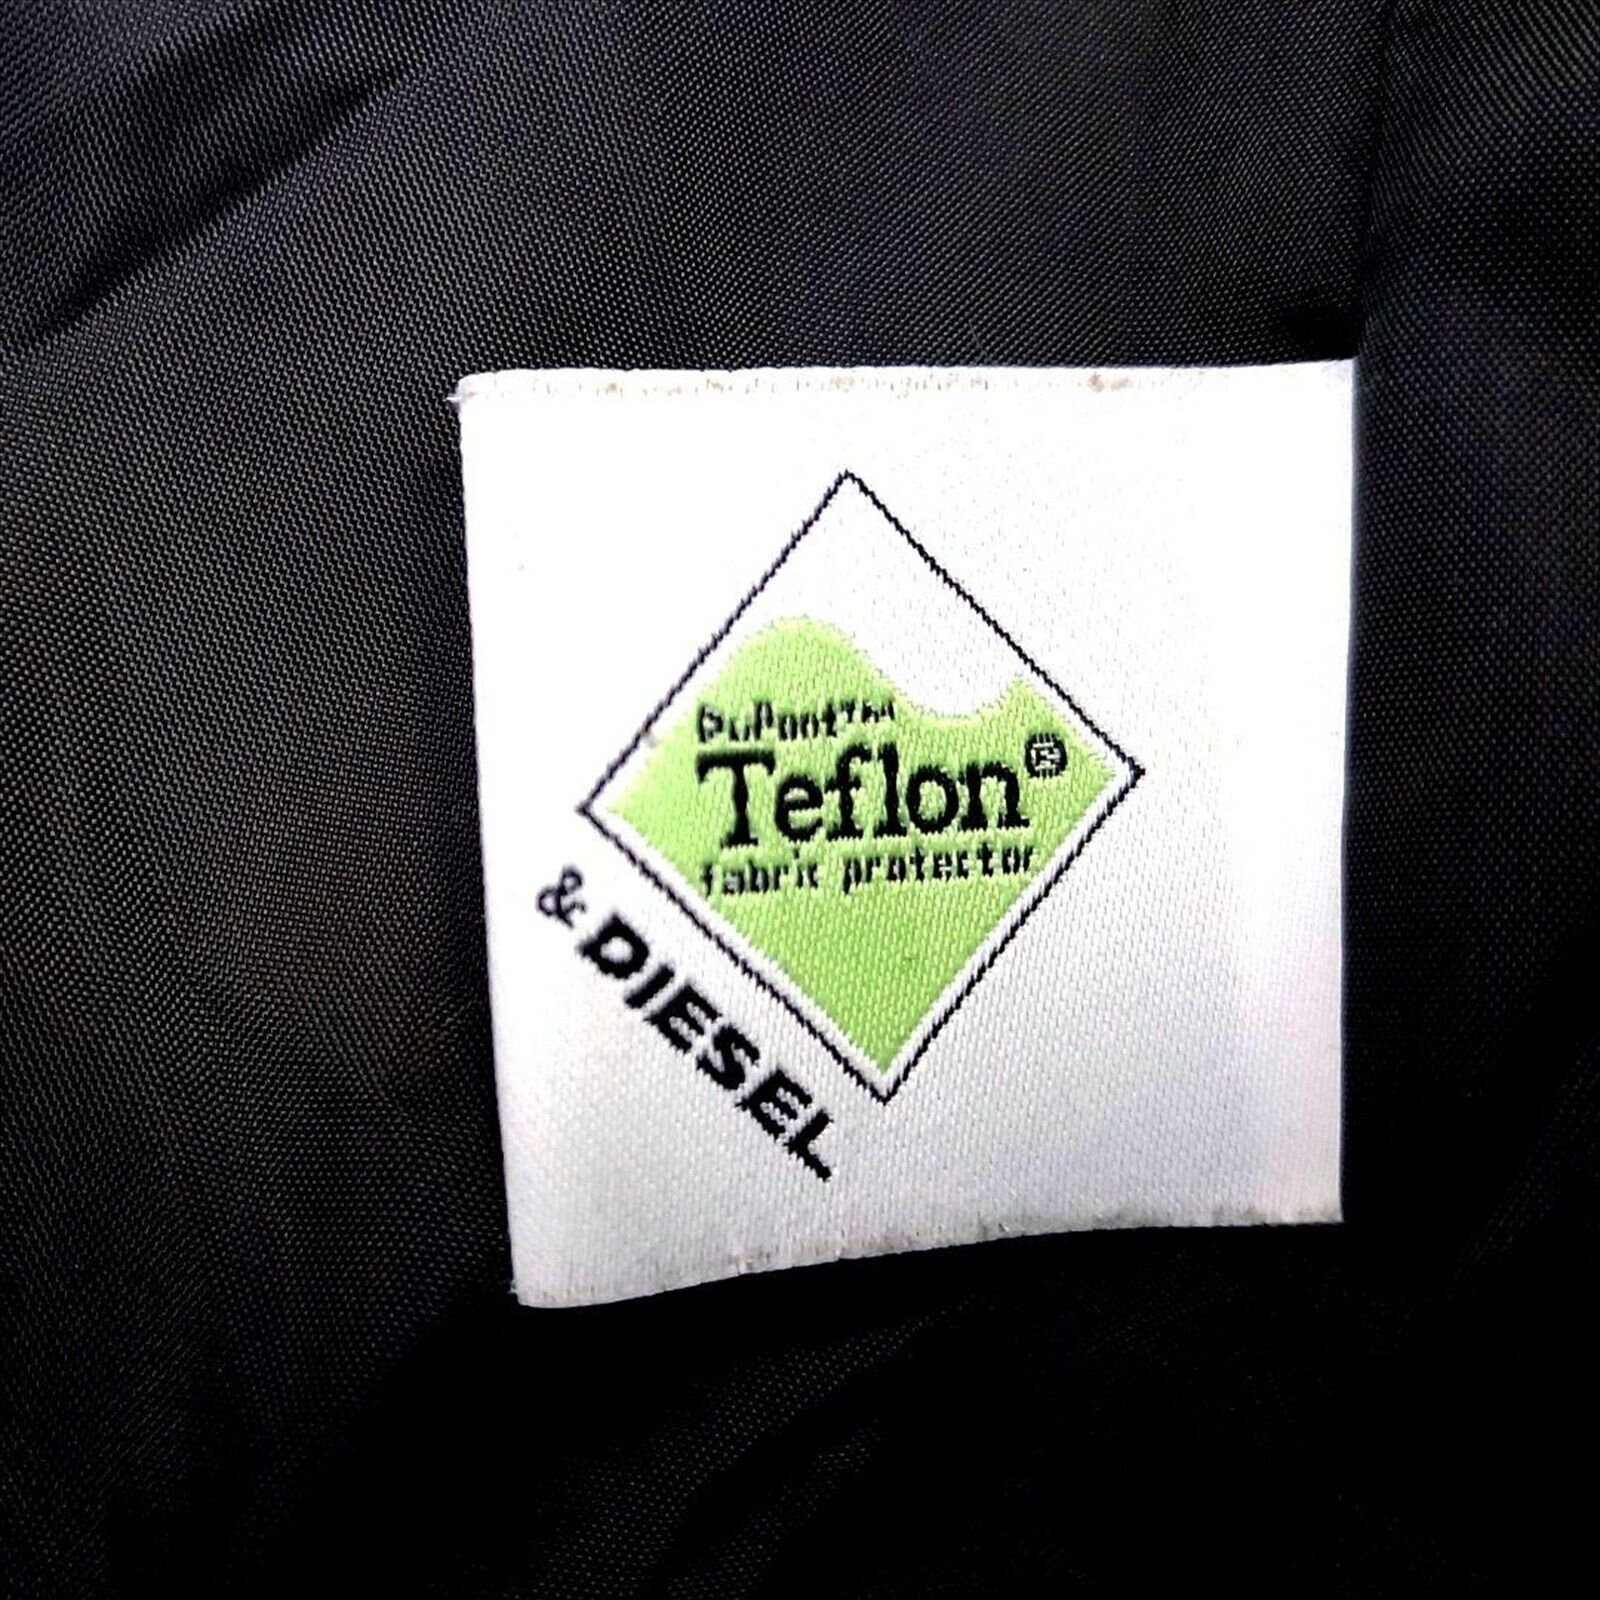 DuPont™
Teflon®
fabric protector
& DIESEL